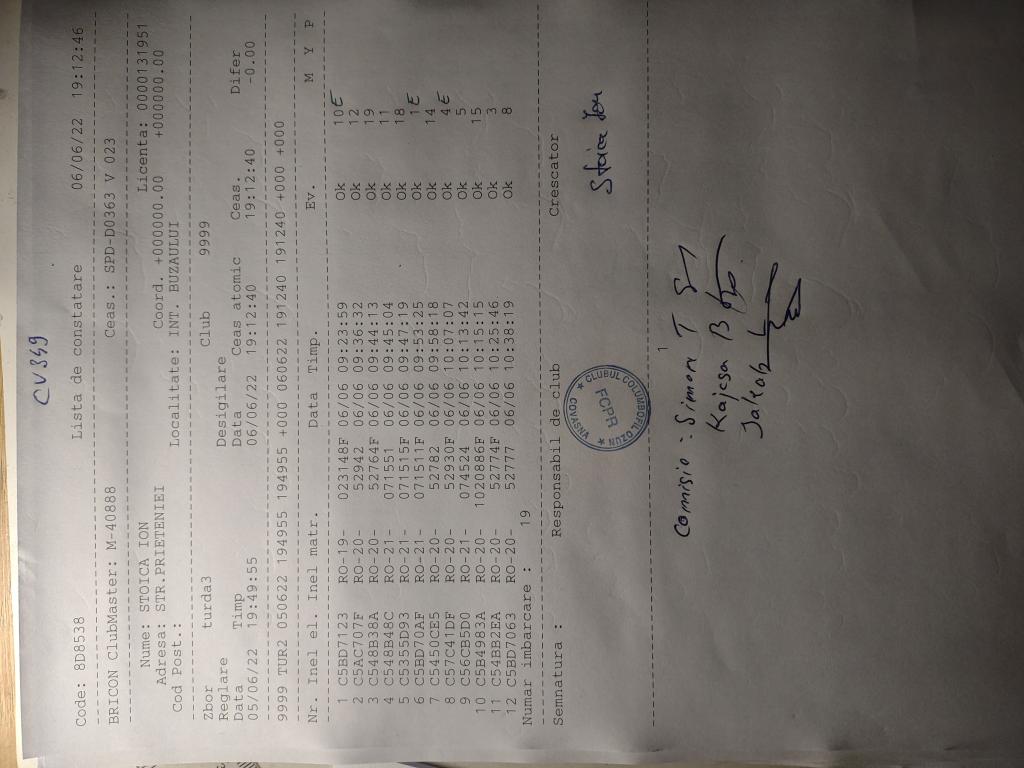 CV349
Code: 8D8538 Lista de constatare 06/06/22 19:12:46
BRICON ClubMaster: M-40888 Ceas.: SPD-D0363 V 023
Nume: STOICA ION Licenta: 0000131951
Adresa: STR.PRIETENIEI Coord. +000000.00 +00000.00
Cod Post.: Localitate: INT. BUZAULUI
Zbor turda3 Club 9999
Reglare Desigilare
Data Timp Data Ceas atomic Ceas. Difer
05/06/22 19:49:55 06/06/22 19:12:40 19:12:40 -0.00
9999 TUR2 050622 194955 194955 +000 060622 191240 191240 +000 +000
Nr. Inel el. Inel matr. Data Timp. Ev. M Y P
1 C5BD7123 RO-19- 023148F 06/06 09:23:59 Ok 10 E
2 C5AC707F RO-20- 52942 06/06 09:36:32 Ok 12
3 C54BB38A RO-20- 52764F 06/06 09:44:13 Ok 19
4 C54BB46C RO-21- 071551 06/06 09:45:04 Ok 11
5 C5355D93 RO-21- 071515F 06/06 09:47:19 Ok 18
6 C5BD70AF RO-21- 071511F 06/06 09:53:25 Ok 1 E
7 C5450CE5 RO-20- 52782 06/06 09:58:18 Ok 14
8 C57C41DF RO-20- 52930F 06/06 10:07:07 Ok 4 E
9 C56CB5D0 RO-21- 074524 06/06 10:13:42 Ok 5
10 C5B4983A RO-20- 1020886F 06/06 10:15:15 Ok 15
11 C54BB2EA RO-20- 52774F 06/06 10:25:46 Ok 3
12 C5BD7063 RO-20- 52777 06/06 10:38:19 Ok 8
Numar imbarcare : 19
Semnatura : Responsabil de club Crescator
CLUBUL COLUMBOFIL OZUN
FCPR
COVASNA
Stoica Ion
Comisio: Simon T
Kajcsa B